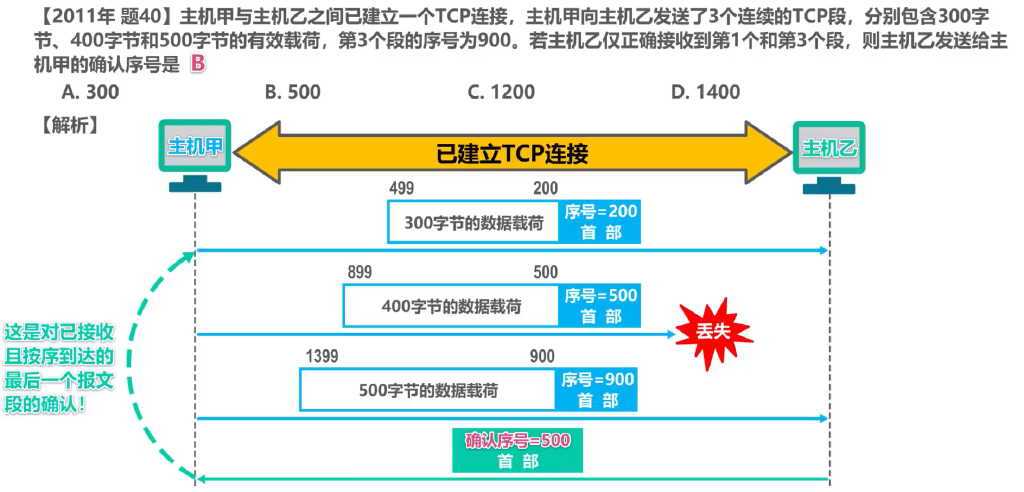 【2011年 题40】主机甲与主机乙之间已建立一个TCP连接，主机甲向主机乙发送了3个连续的TCP段，分别包含300字
节、400字节和500字节的有效载荷，第3个段的序号为900。若主机乙仅正确接收到第1个和第3个段，则主机乙发送给主
机甲的确认序号是 B
A. 300 B. 500 C. 1200 D. 1400
【解析】
主机甲
已建立TCP连接
主机乙
499 200
300字节的数据载荷
序号=200
首 部
899 500
400字节的数据载荷
序号=500
首 部
丢失
这是对已接收
且按序到达的
最后一个报文
段的确认！
1399 900
500字节的数据载荷
序号=900
首 部
确认序号=500
首 部